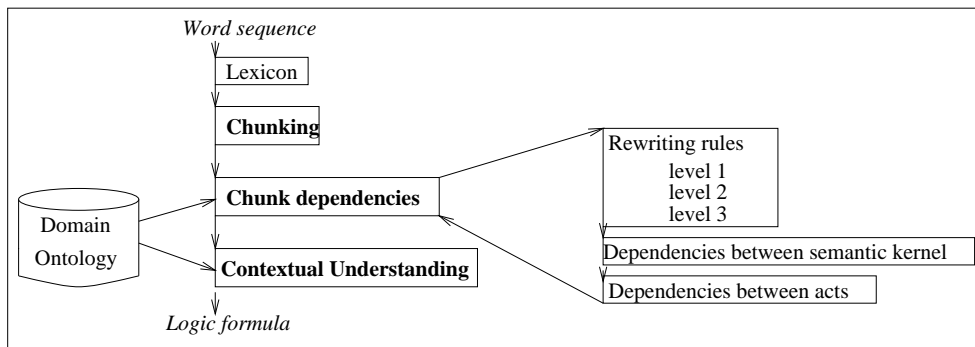 Word sequence
Lexicon
Chunking
Chunk dependencies
Domain
Ontology
Contextual Understanding
Logic formula
Rewriting rules
level 1
level 2
level 3
Dependencies between semantic kernel
Dependencies between acts